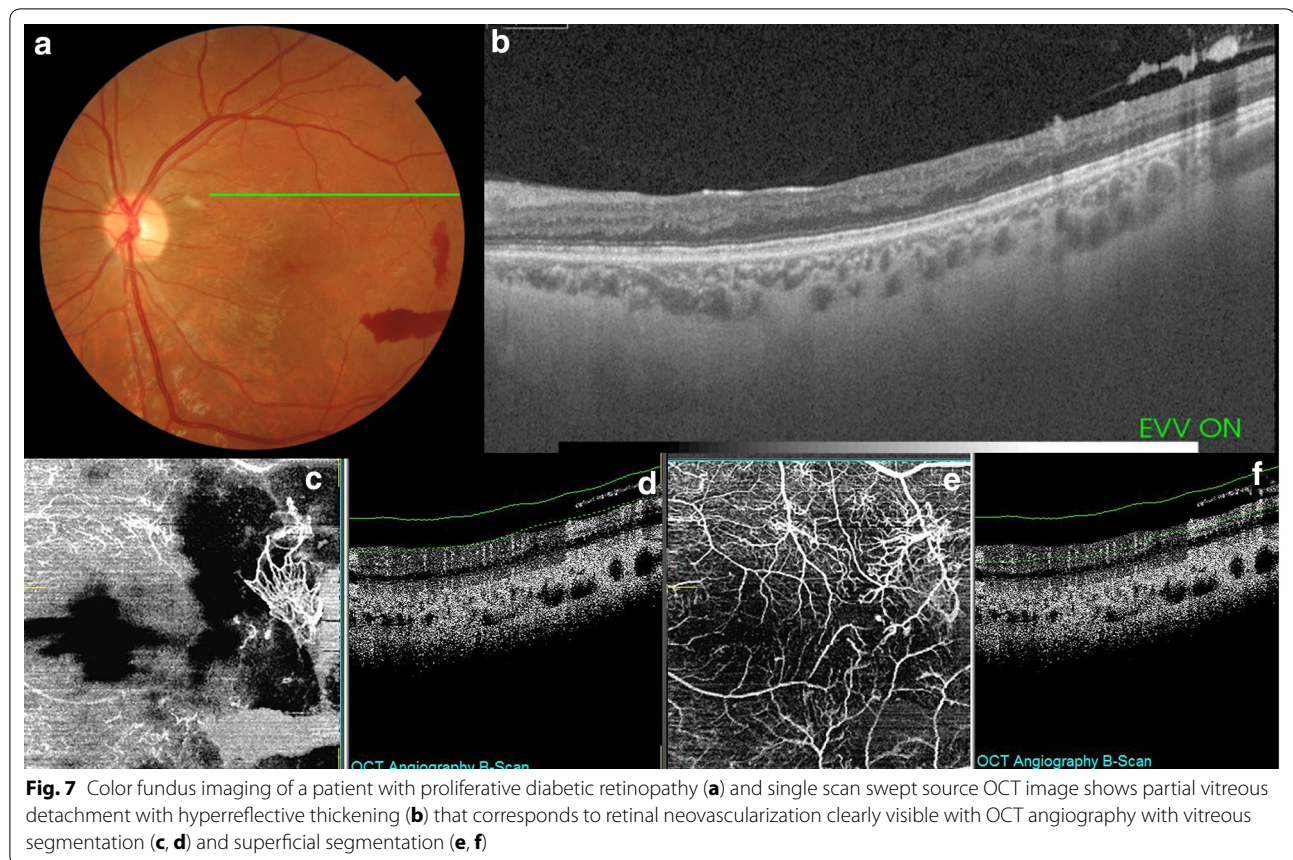 a
b
EVV ON
c
d
e
f
OCT Angiography B-Scan
OCT Angiography B-Scan
Fig. 7 Color fundus imaging of a patient with proliferative diabetic retinopathy (a) and single scan swept source OCT image shows partial vitreous
detachment with hyperreflective thickening (b) that corresponds to retinal neovascularization clearly visible with OCT angiography with vitreous
segmentation (c, d) and superficial segmentation (e, f)